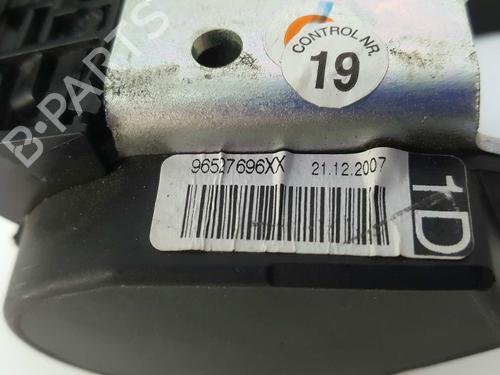 CONTROL NR.
19
96527696XX 21.12.2007
1D
B-PARTS